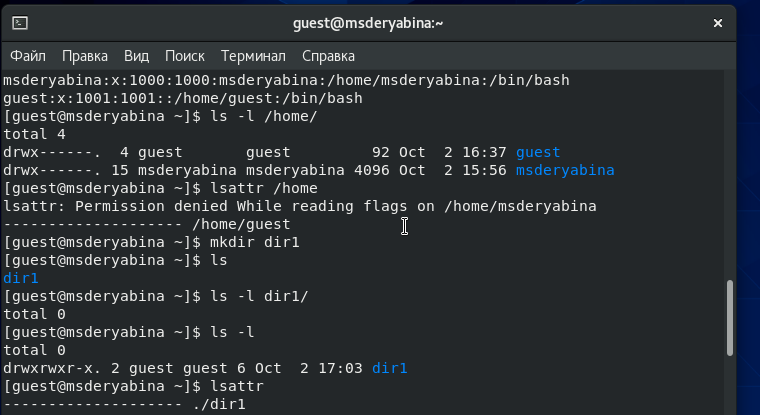 guest@msderyabina:~
Файл Правка Вид Поиск Терминал Справка
msderyabina:x:1000:1000:msderyabina:/home/msderyabina:/bin/bash
guest:x:1001:1001::/home/guest:/bin/bash
[guest@msderyabina ~]$ ls -l /home/
total 4
drwx------.  4 guest       guest         92 Oct  2 16:37 guest
drwx------. 15 msderyabina msderyabina 4096 Oct  2 15:56 msderyabina
[guest@msderyabina ~]$ lsattr /home
lsattr: Permission denied While reading flags on /home/msderyabina
-------------------- /home/guest
[guest@msderyabina ~]$ mkdir dir1
[guest@msderyabina ~]$ ls
dir1
[guest@msderyabina ~]$ ls -l dir1/
total 0
[guest@msderyabina ~]$ ls -l
total 0
drwxrwxr-x. 2 guest guest 6 Oct  2 17:03 dir1
[guest@msderyabina ~]$ lsattr
-------------------- ./dir1